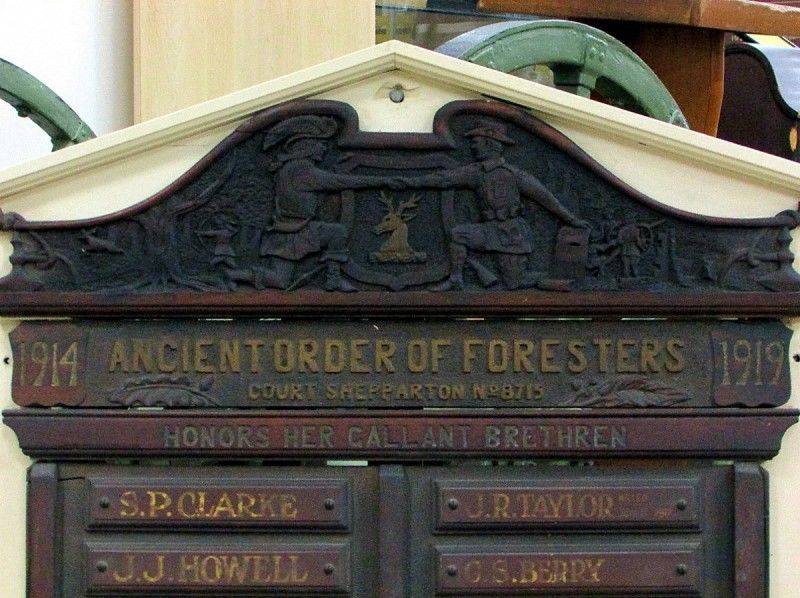 1914 ANCIENT ORDER OF FORESTERS 1919
COURT SHEPPARTON NO 8715
HONORS HER GALLANT BRETHREN
S.P. CLARKE
J.R. TAYLOR
J.J. HOWELL
S. BERRY